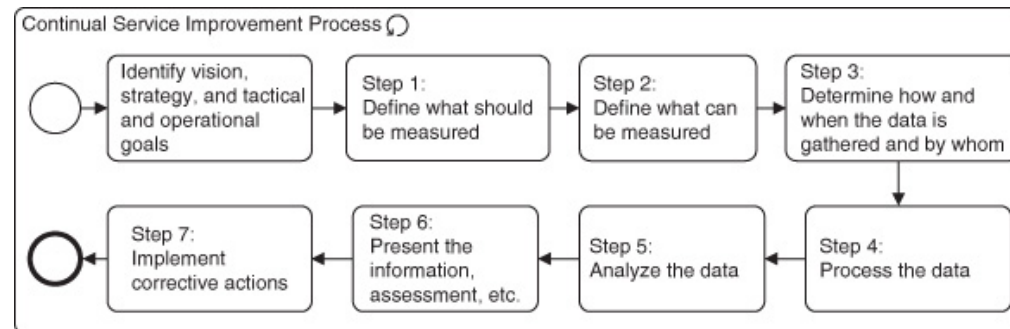 Continual Service Improvement Process
Identify vision,
strategy, and tactical
and operational
goals
Step 1:
Define what should
be measured
Step 2:
Define what can
be measured
Step 3:
Determine how and
when the data is
gathered and by whom
Step 4:
Process the data
Step 5:
Analyze the data
Step 6:
Present the
information,
assessment, etc.
Step 7:
Implement
corrective actions